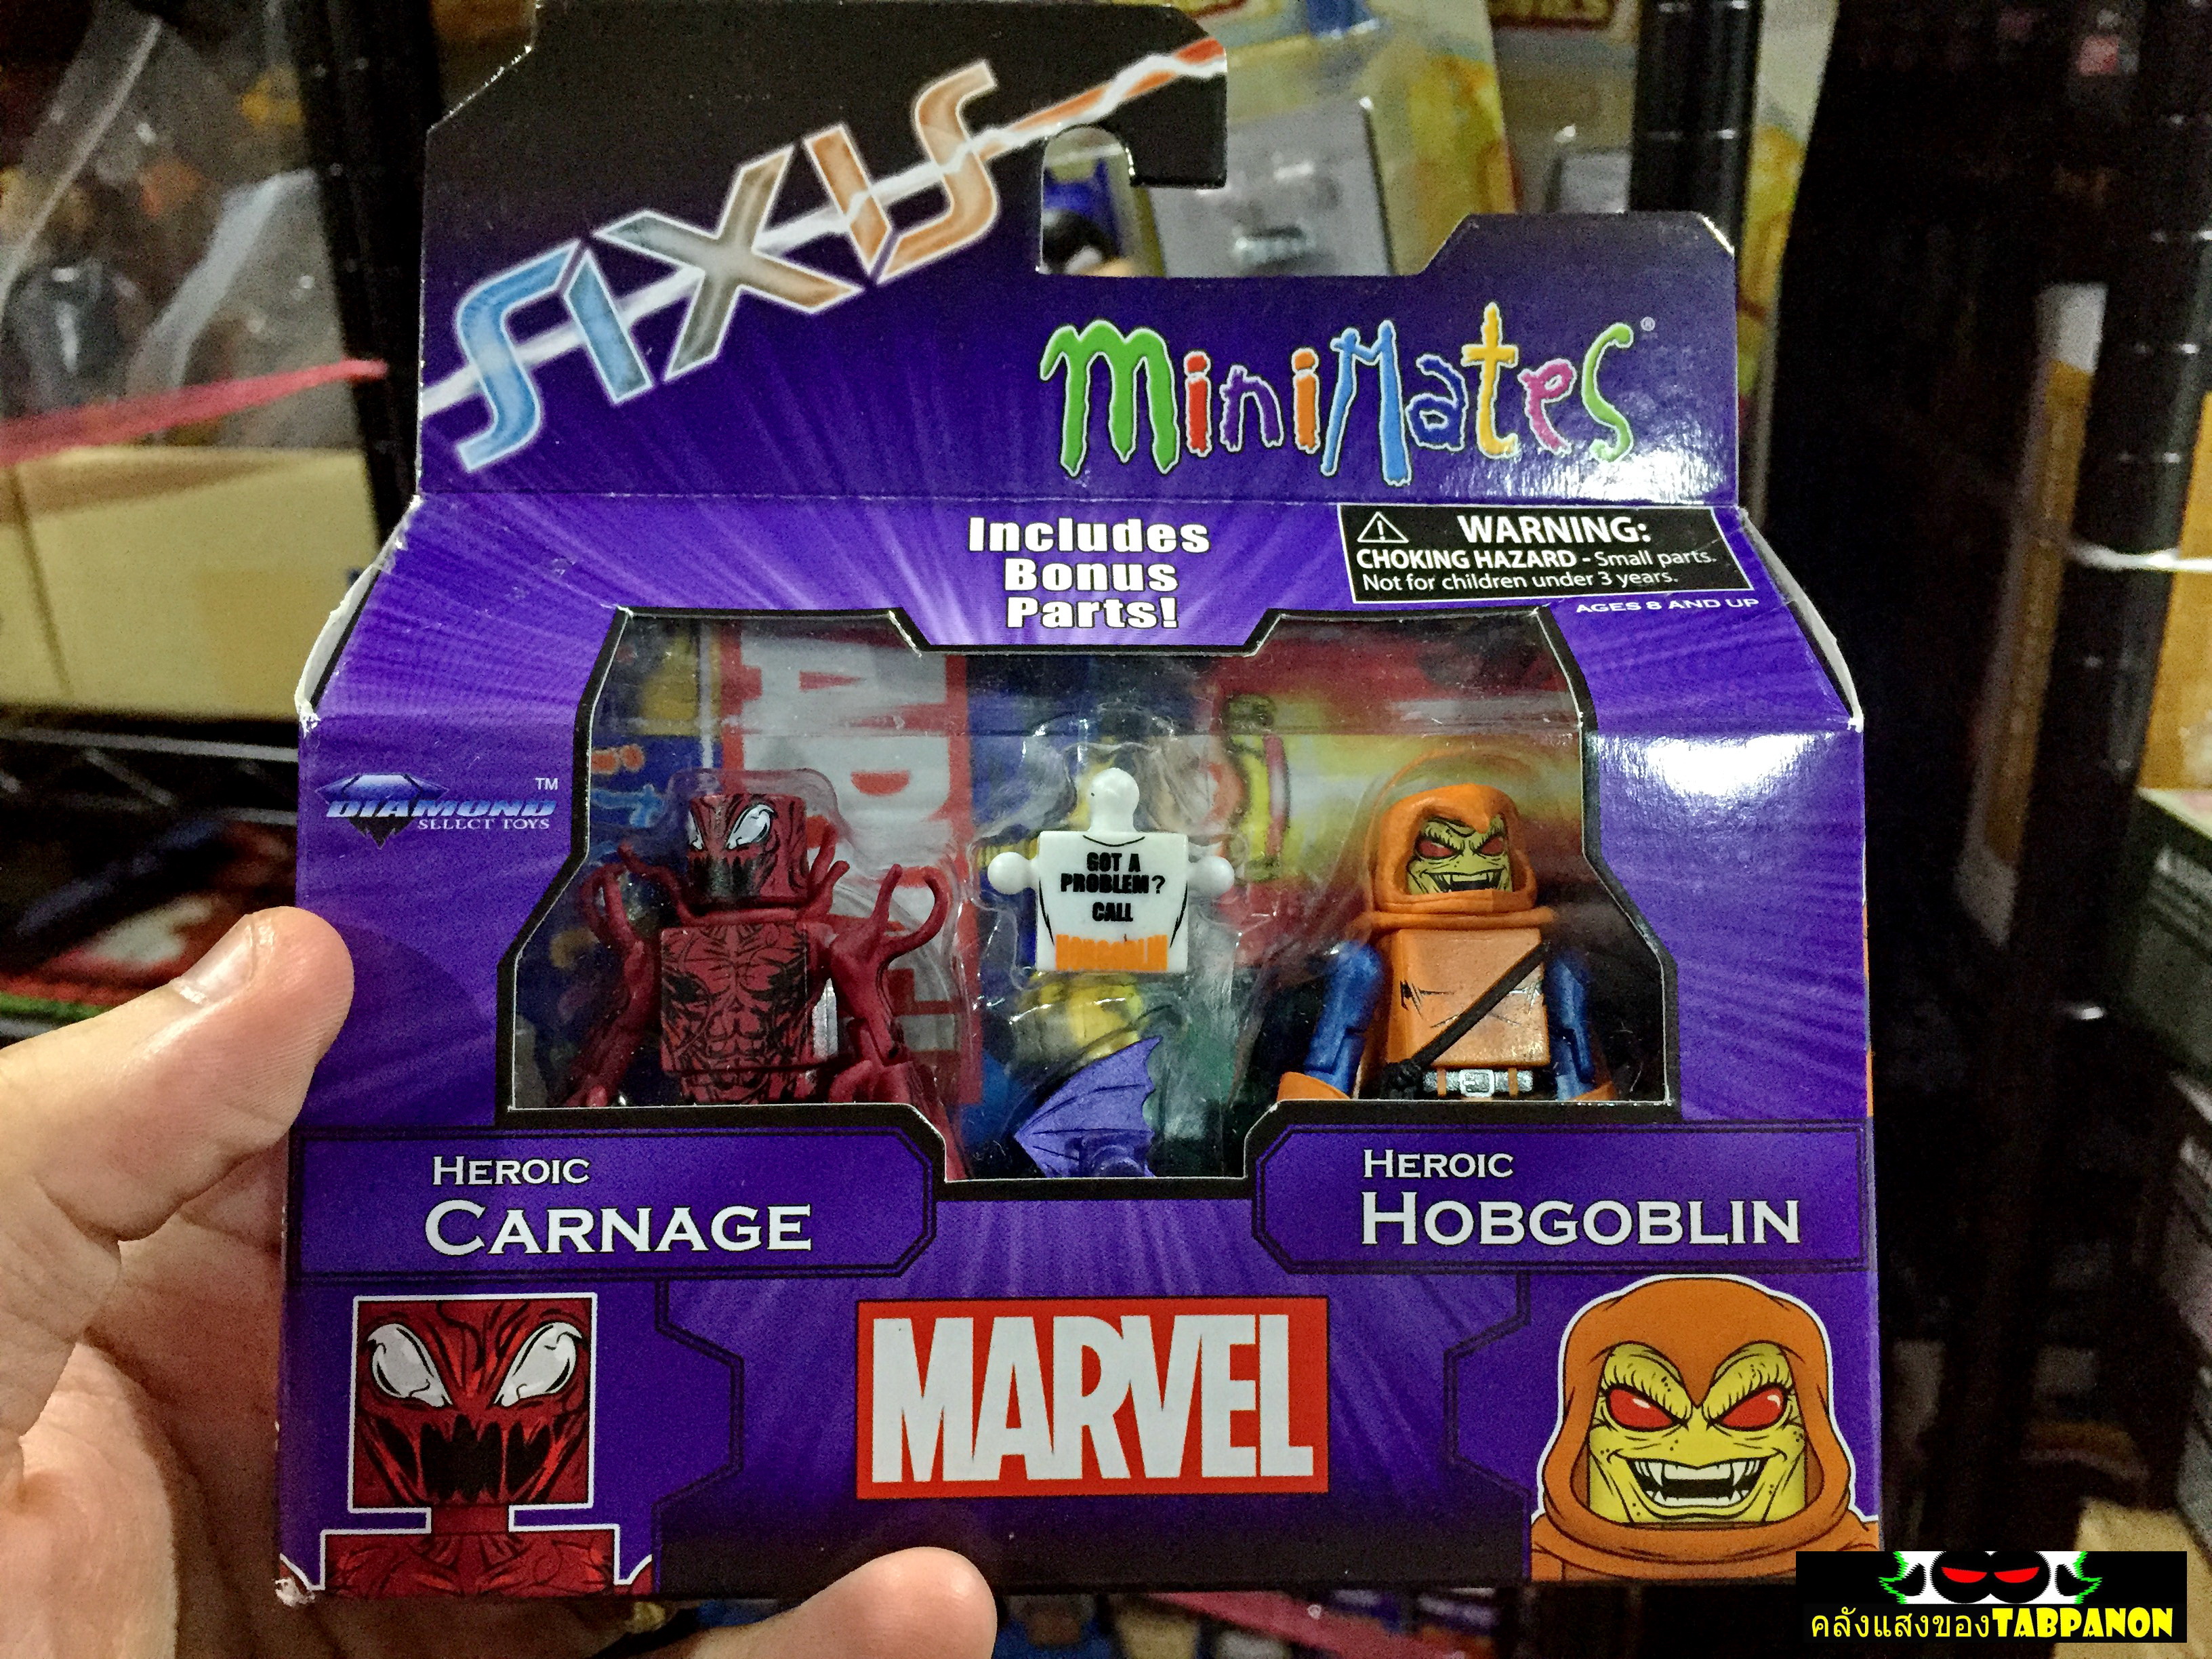 SIXIS
MiniMates®
Includes
Bonus
Parts!
WARNING:
CHOKING HAZARD - Small parts.
Not for children under 3 years.
AGES 8 AND UP
DIAMOND™
SELECT TOYS
GOT A
PROBLEM?
CALL
HOBGOBLIN
HEROIC
CARNAGE
HEROIC
HOBGOBLIN
MARVEL
คลังแสงของTABPANON